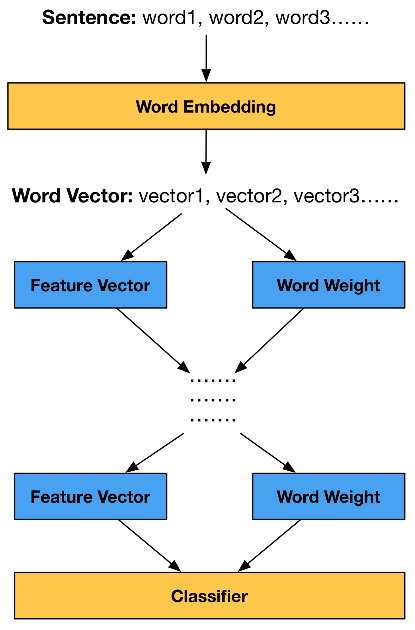 Sentence: word1, word2, word3......
Word Embedding
Word Vector: vector1, vector2, vector3......
Feature Vector
Word Weight
.......
.......
.......
Feature Vector
Word Weight
Classifier